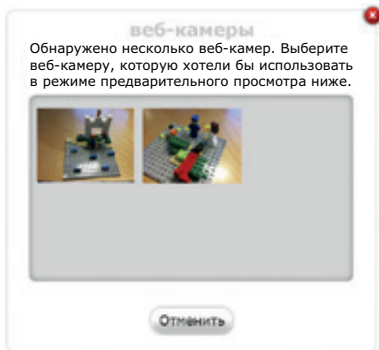 веб-камеры
Обнаружено несколько веб-камер. Выберите
веб-камеру, которую хотели бы использовать
в режиме предварительного просмотра ниже.
Отменить